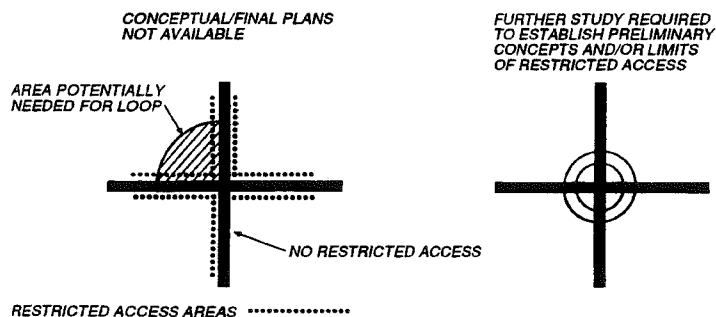 CONCEPTUAL/FINAL PLANS
NOT AVAILABLE
AREA POTENTIALLY
NEEDED FOR LOOP
NO RESTRICTED ACCESS
RESTRICTED ACCESS AREAS
FURTHER STUDY REQUIRED
TO ESTABLISH PRELIMINARY
CONCEPTS AND/OR LIMITS
OF RESTRICTED ACCESS